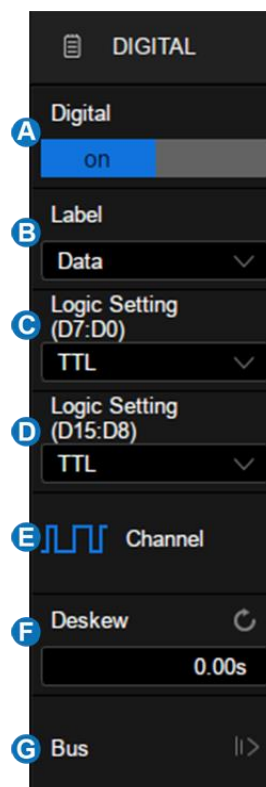 DIGITAL
A
Digital
on
B
Label
Data
C
Logic Setting
(D7:D0)
TTL
D
Logic Setting
(D15:D8)
TTL
E
Channel
F
Deskew
0.00s
G
Bus